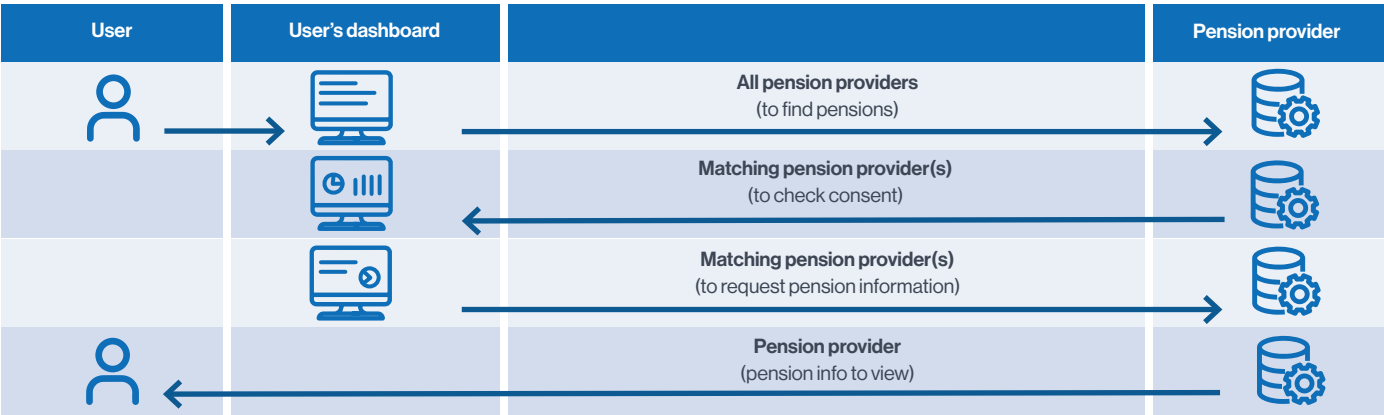 User
User’s dashboard
Pension provider
All pension providers
(to find pensions)
Matching pension provider(s)
(to check consent)
Matching pension provider(s)
(to request pension information)
Pension provider
(pension info to view)